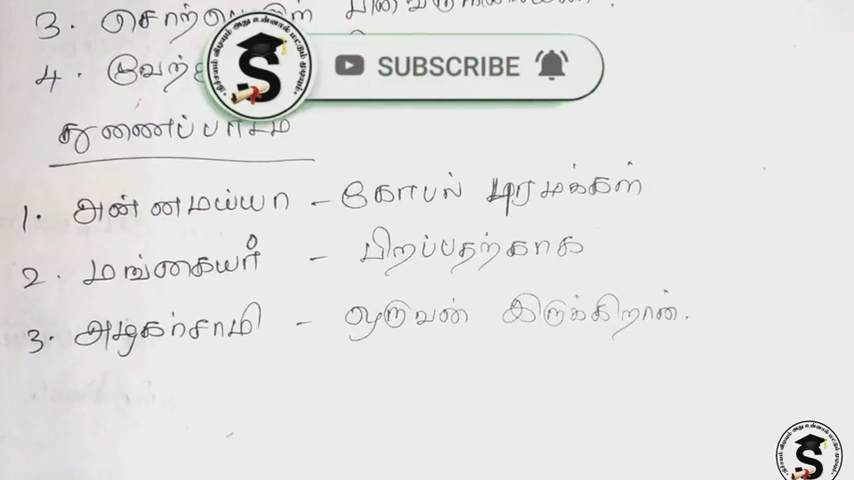 3. சொற்
SUBSCRIBE
4. வேற்
துணைப்பாடம்
1. அன்னமய்யா - கோபல் புரமக்கள்
2. மங்கையர் - பிறப்பதற்காக
3. அழகர்சாமி - ஒருவன் இருக்கிறான்.